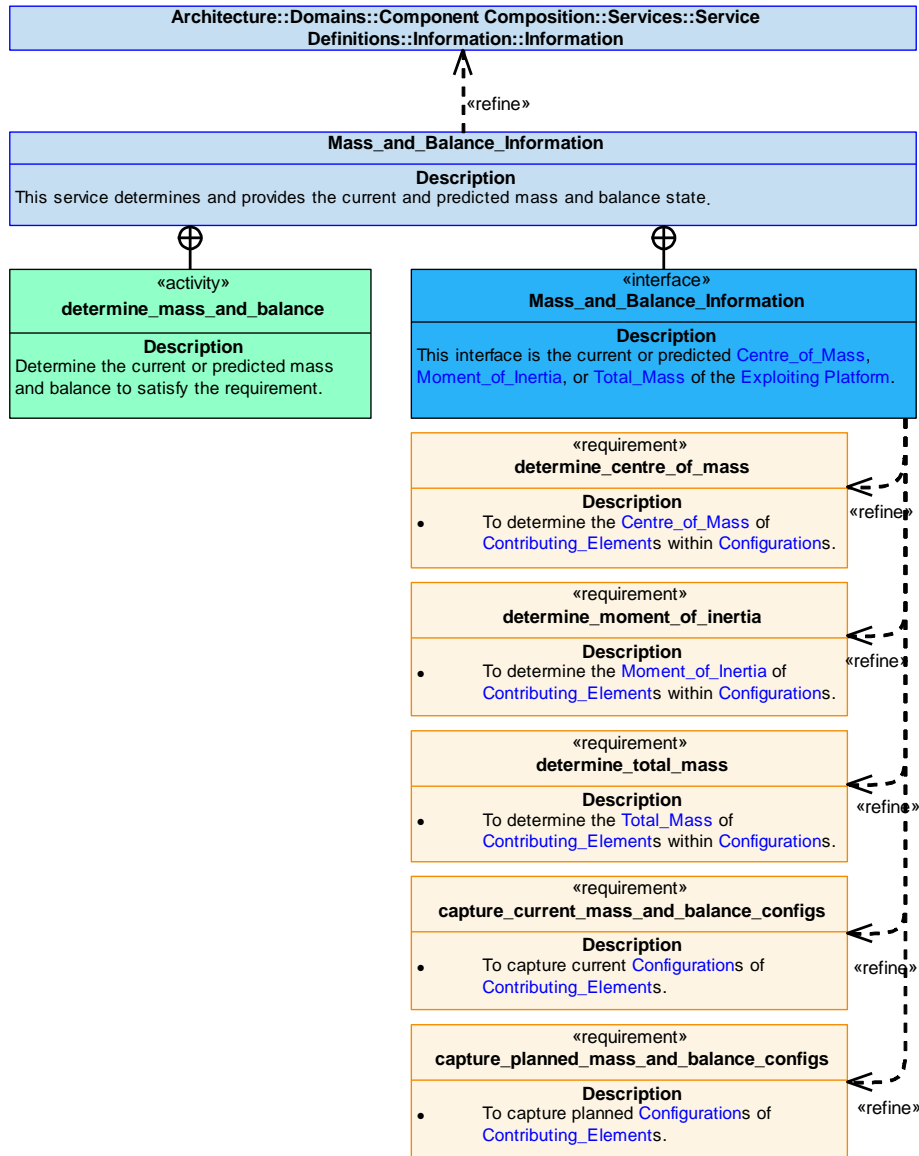 Architecture::Domains::Component Composition::Services::Service
Definitions::Information::Information
«refine»
Mass_and_Balance_Information
Description
This service determines and provides the current and predicted mass and balance state.
«activity»
determine_mass_and_balance
Description
Determine the current or predicted mass
and balance to satisfy the requirement.
«interface»
Mass_and_Balance_Information
Description
This interface is the current or predicted Centre_of_Mass,
Moment_of_Inertia, or Total_Mass of the Exploiting Platform.
«requirement»
determine_centre_of_mass
Description
• To determine the Centre_of_Mass of
Contributing_Elements within Configurations.
«refine»
«requirement»
determine_moment_of_inertia
Description
• To determine the Moment_of_Inertia of
Contributing_Elements within Configurations.
«refine»
«requirement»
determine_total_mass
Description
• To determine the Total_Mass of
Contributing_Elements within Configurations.
«refine»
«requirement»
capture_current_mass_and_balance_configs
Description
• To capture current Configurations of
Contributing_Elements.
«refine»
«requirement»
capture_planned_mass_and_balance_configs
Description
• To capture planned Configurations of
Contributing_Elements.
«refine»